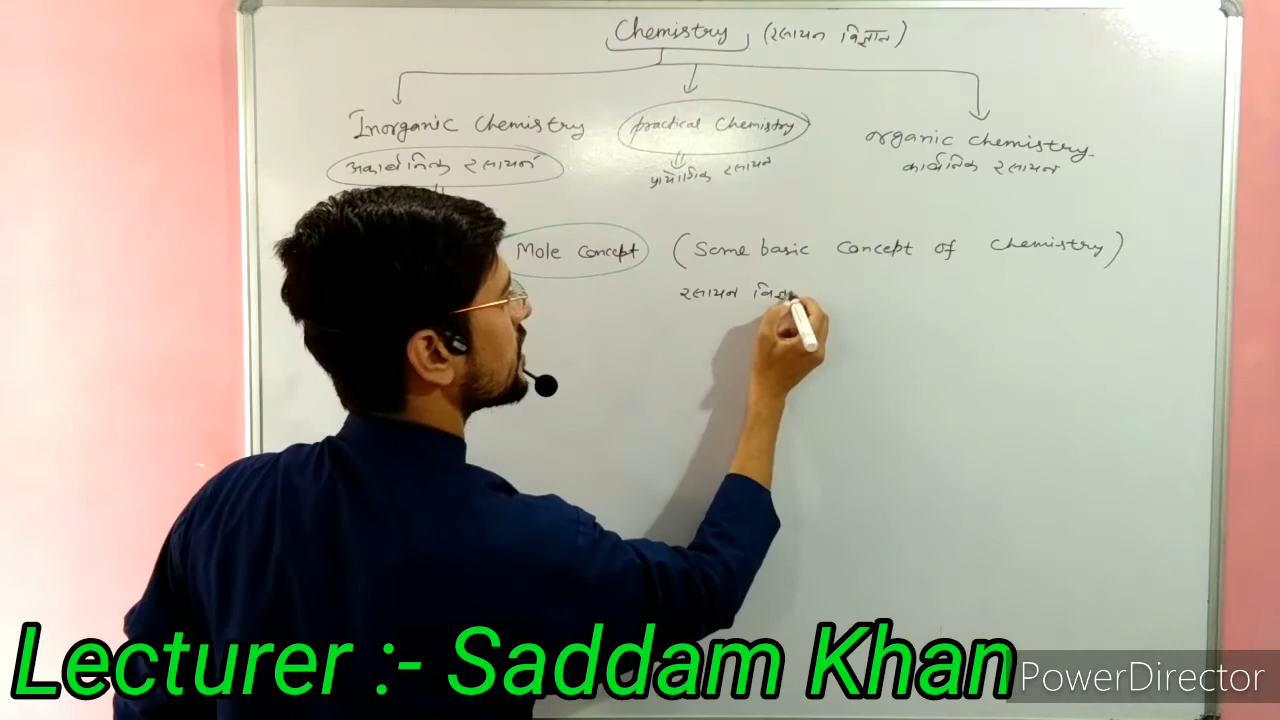 Chemistry (रसायन विज्ञान)
Inorganic Chemistry
practical Chemistry
organic chemistry
अकार्बनिक रसायन
प्रायोगिक रसायन
कार्बनिक रसायन
Mole concept (Some basic concept of chemistry)
रसायन विज्ञ
Lecturer :- Saddam Khan
PowerDirector